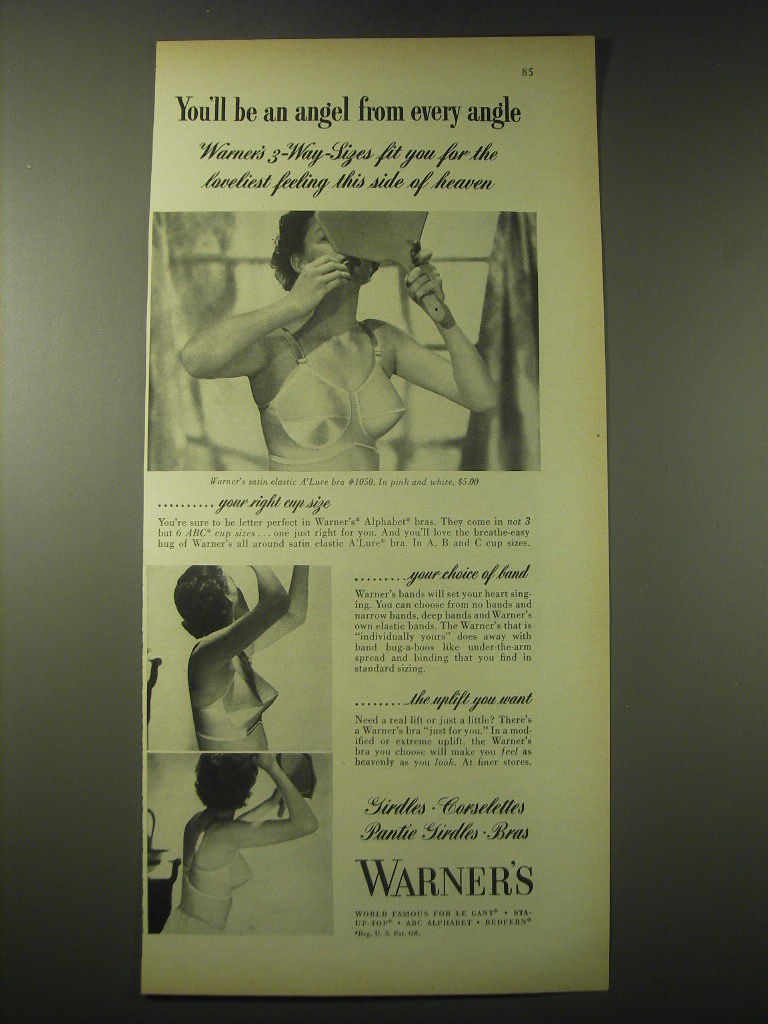 85
You'll be an angel from every angle
Warner's 3-Way-Sizes fit you for the
loveliest feeling this side of heaven
Warner's satin elastic A'Lure bra #1050. In pink and white, $5.00
.......... your right cup size
You're sure to be letter perfect in Warner's* Alphabet* bras. They come in not 3
but 6 ABC* cup sizes ... one just right for you. And you'll love the breathe-easy
hug of Warner's all around satin elastic A'Lure* bra. In A, B and C cup sizes.
.........your choice of band
Warner's bands will set your heart sing-
ing. You can choose from no bands and
narrow bands, deep bands and Warner's
own elastic bands. The Warner's that is
"individually yours" does away with
band bug-a-boos like under-the-arm
spread and binding that you find in
standard sizing.
.........the uplift you want
Need a real lift or just a little? There's
a Warner's bra "just for you." In a mod-
ified or extreme uplift, the Warner's
bra you choose will make you feel as
heavenly as you look. At finer stores.
Girdles · Corselettes
Pantie Girdles · Bras
WARNER'S
WORLD FAMOUS FOR LE GANT* • STA-
UP-TOP* • ABC ALPHABET • REDFERN*
*Reg. U. S. Pat. Off.